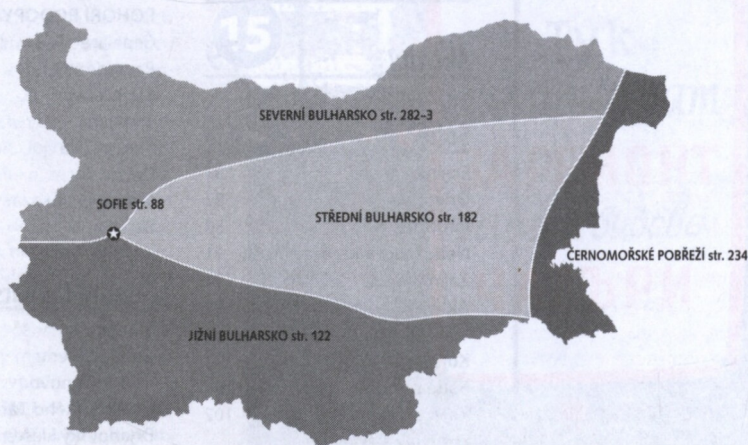 15
SEVERNÍ BULHARSKO str. 282–3
SOFIE str. 88
STŘEDNÍ BULHARSKO str. 182
ČERNOMOŘSKÉ POBŘEŽÍ str. 234
JIŽNÍ BULHARSKO str. 122